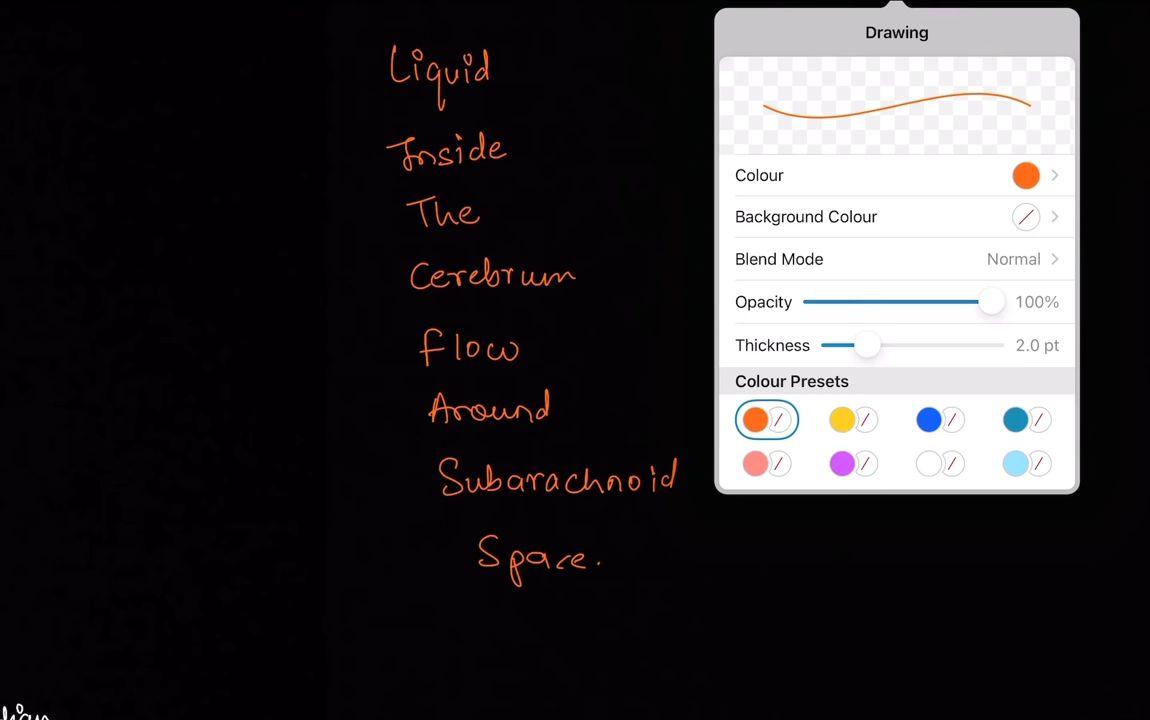 Liquid
Inside
The
Cerebrum
flow
Around
Subarachnoid
Space.
Drawing
Colour
Background Colour
Blend Mode Normal
Opacity 100%
Thickness 2.0 pt
Colour Presets